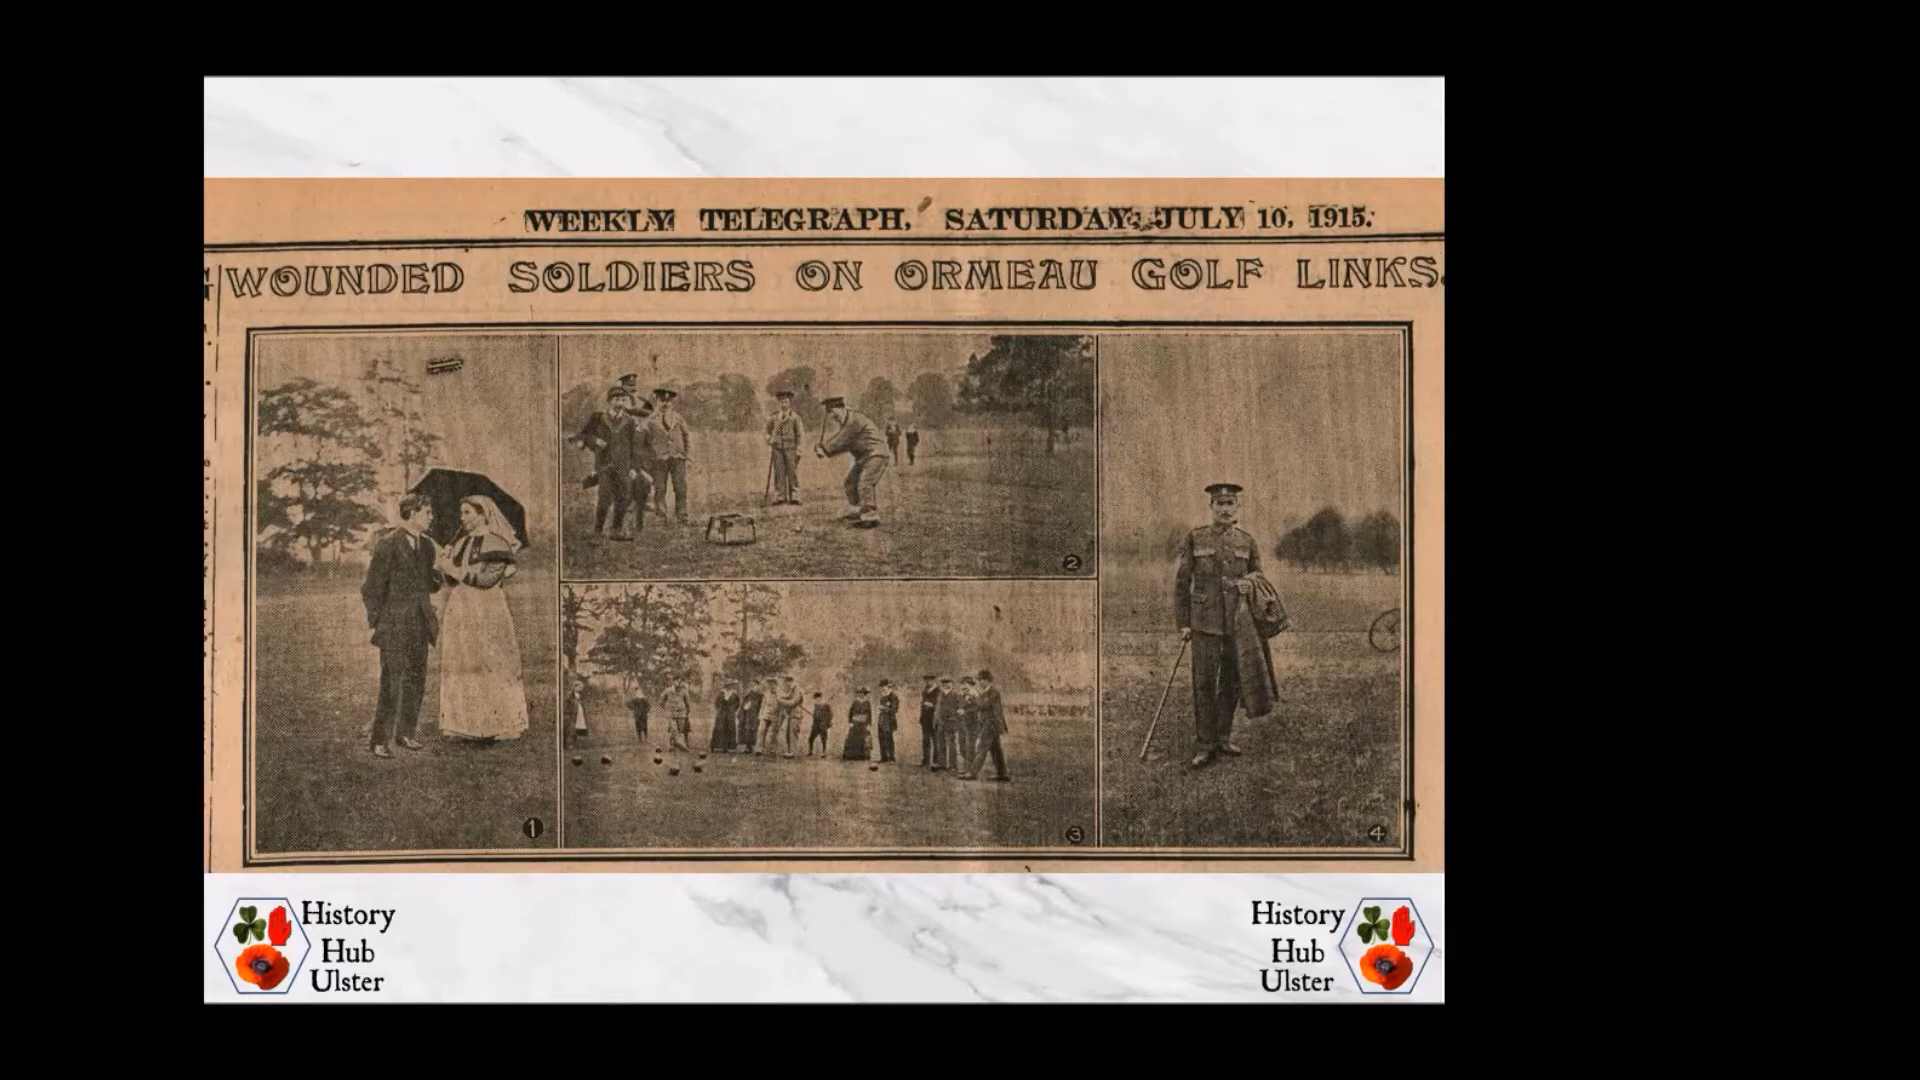 WEEKLY TELEGRAPH, SATURDAY, JULY 10, 1915.
WOUNDED SOLDIERS ON ORMEAU GOLF LINKS.
1
2
3
4
History
Hub
Ulster
History
Hub
Ulster